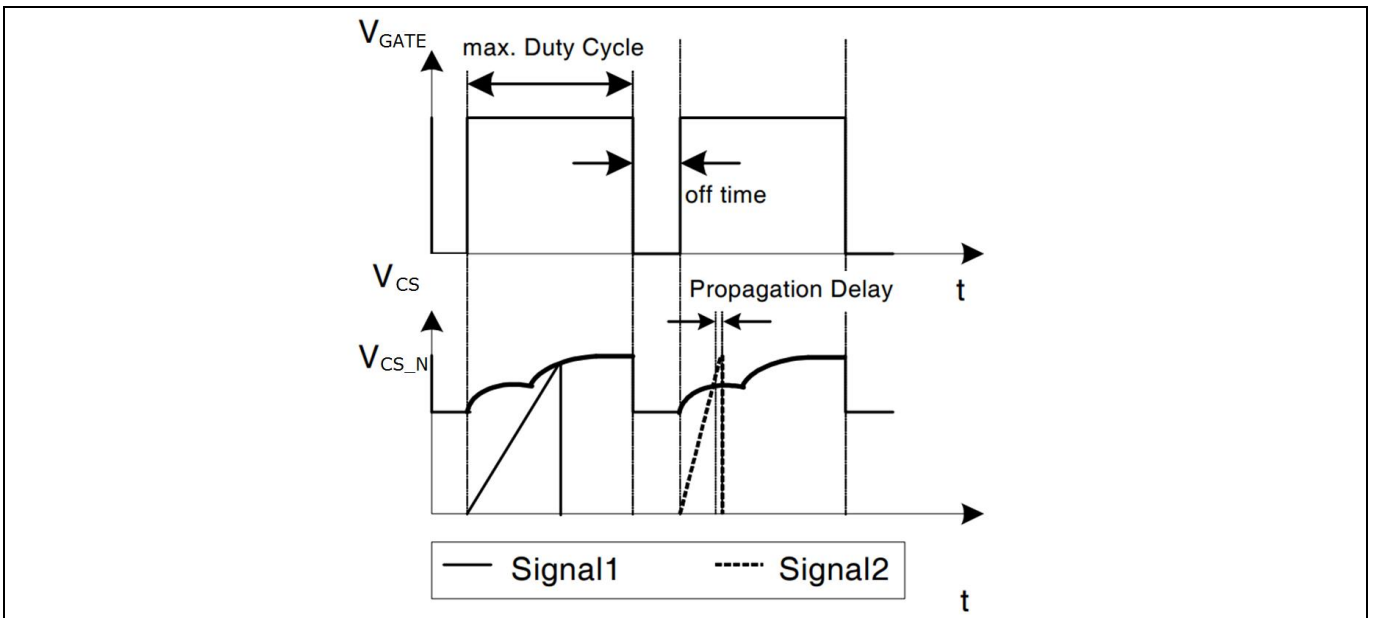 VGATE
max. Duty Cycle
off time
VCS
Propagation Delay
t
VCS_N
Signal1
Signal2
t